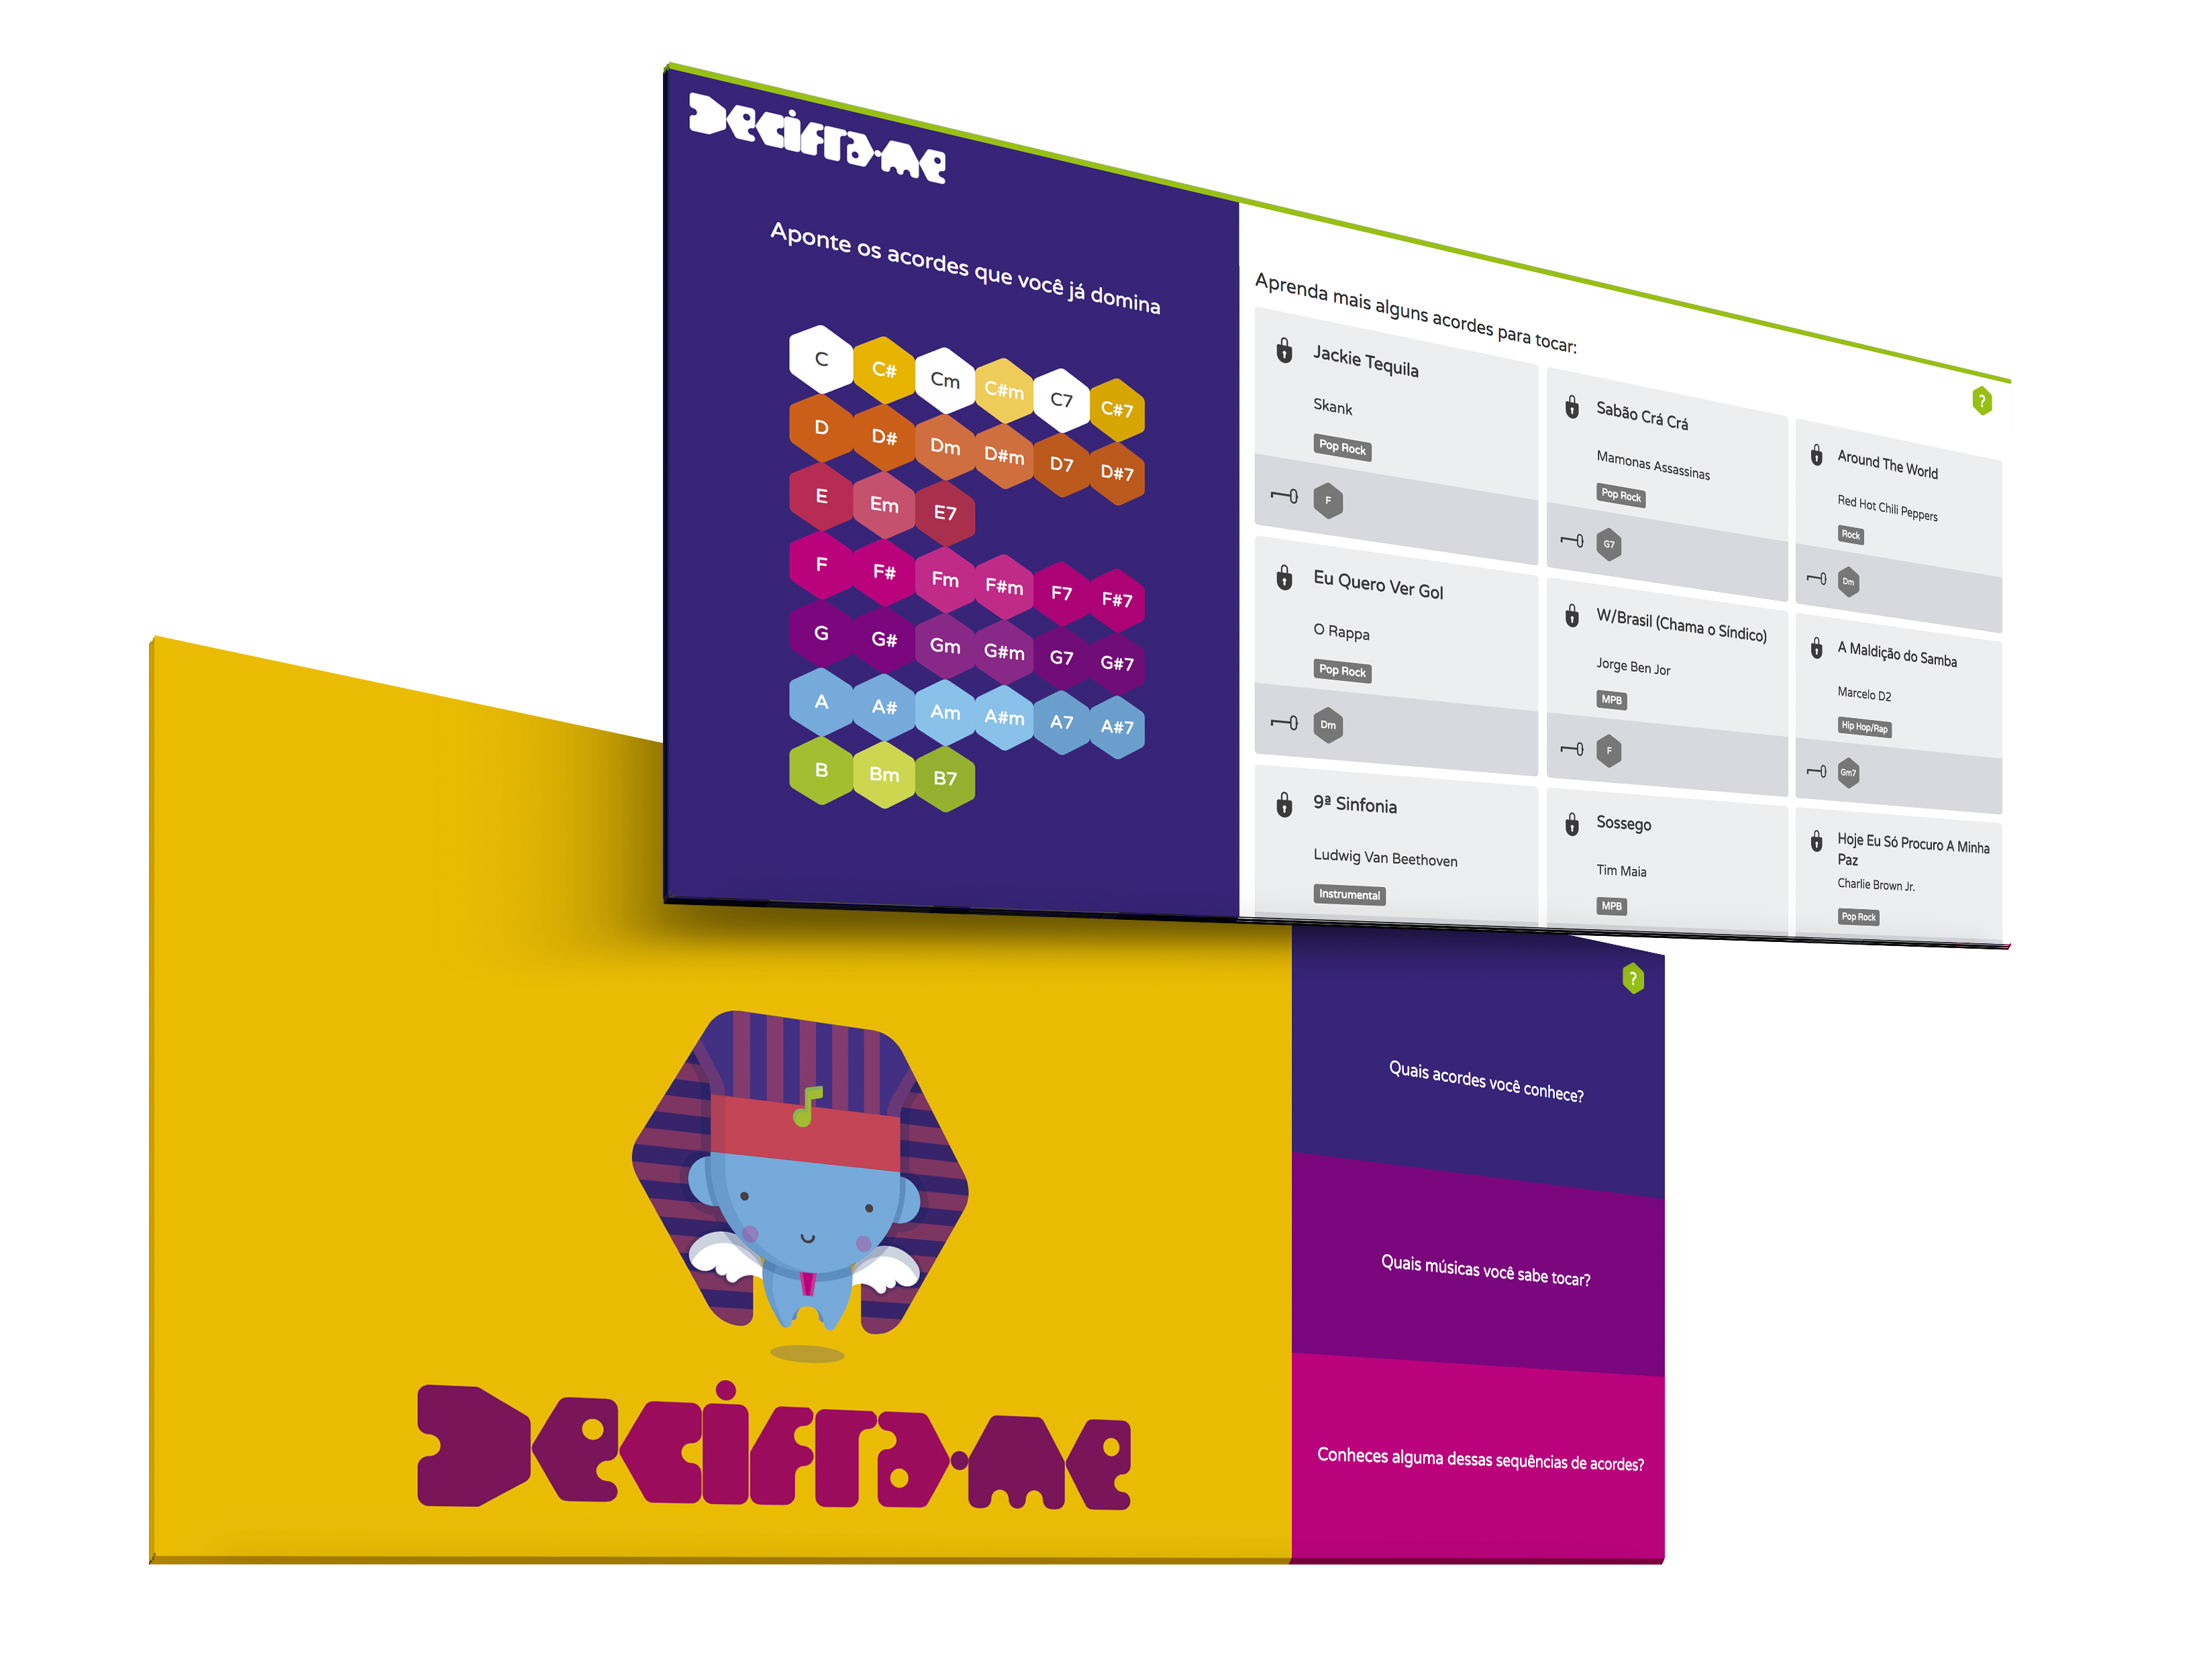 Decifra-me
Aponte os acordes que você já domina
C C# Cm C#m C7 C#7
D D# Dm D#m D7 D#7
E Em E7
F F# Fm F#m F7 F#7
G G# Gm G#m G7 G#7
A A# Am A#m A7 A#7
B Bm B7
Aprenda mais alguns acordes para tocar:
?
Jackie Tequila
Skank
Pop Rock
F
Sabão Crá Crá
Mamonas Assassinas
Pop Rock
G7
Around The World
Red Hot Chili Peppers
Rock
Dm
Eu Quero Ver Gol
O Rappa
Pop Rock
Dm
W/Brasil (Chama o Síndico)
Jorge Ben Jor
MPB
F
A Maldição do Samba
Marcelo D2
Hip Hop/Rap
Gm7
9ª Sinfonia
Ludwig Van Beethoven
Instrumental
Sossego
Tim Maia
MPB
Hoje Eu Só Procuro A Minha
Paz
Charlie Brown Jr.
Pop Rock
Decifra-me
?
Quais acordes você conhece?
Quais músicas você sabe tocar?
Conheces alguma dessas sequências de acordes?